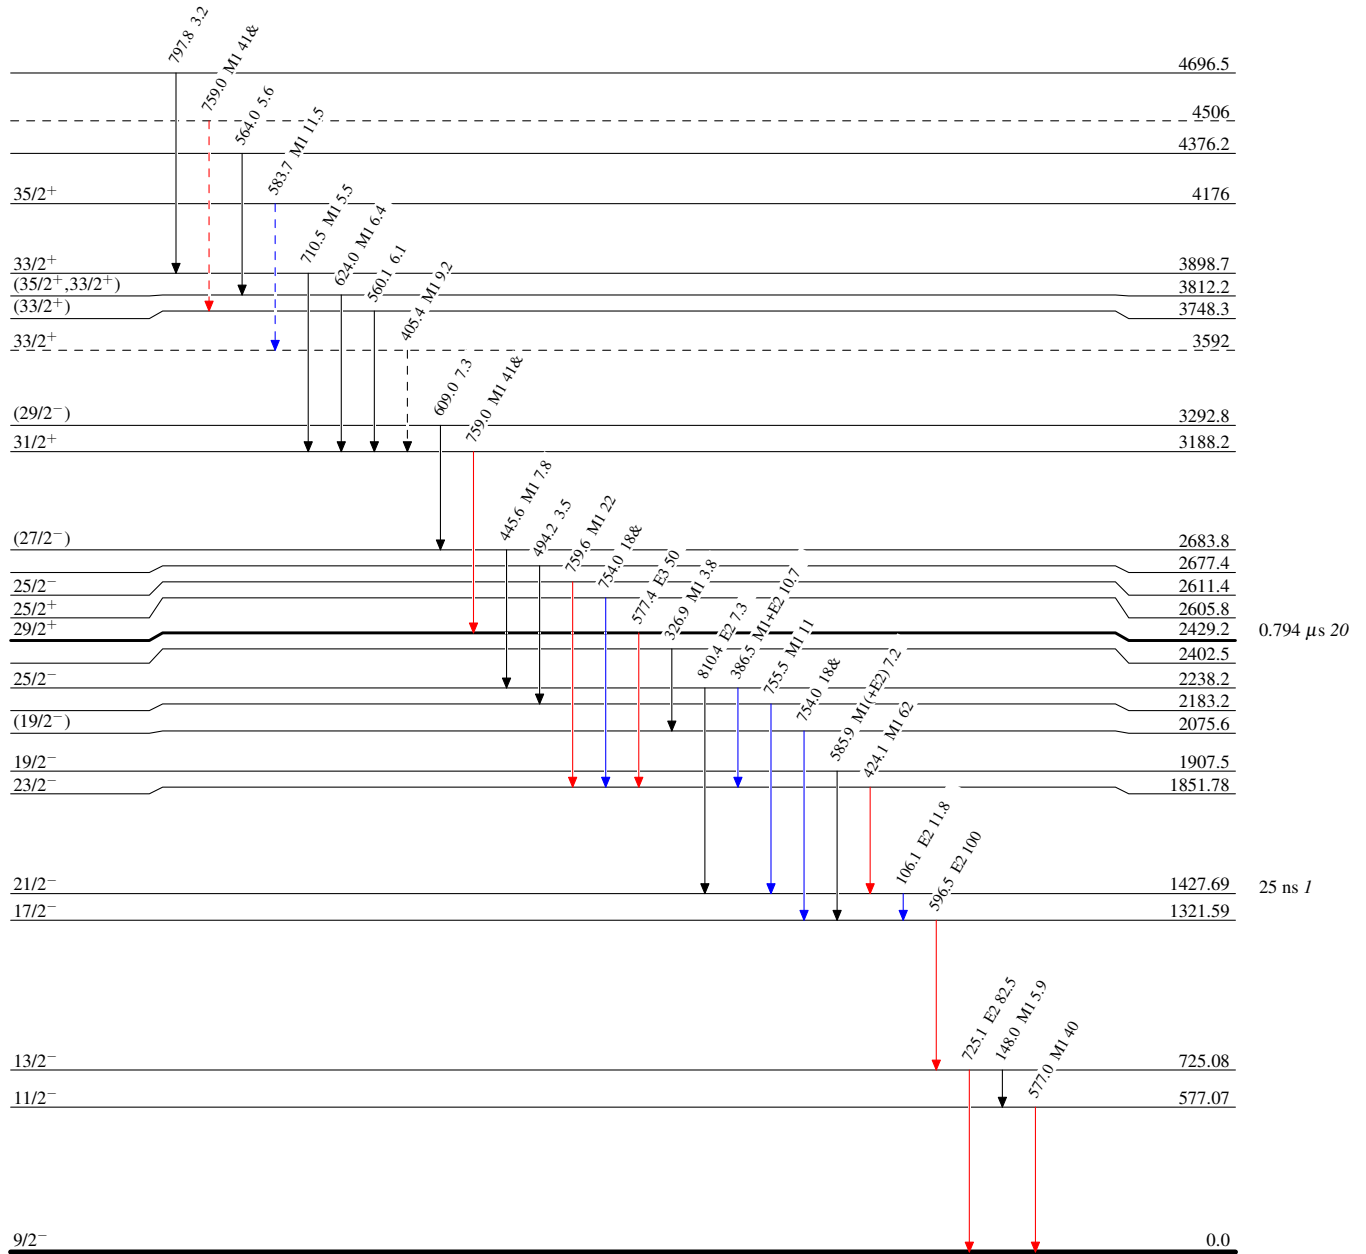 797.8 3.2
4696.5
759.0 M1 41&
4506
564.0 5.6
4376.2
583.7 M1 11.5
35/2⁺ 4176
710.5 M1 5.5
33/2⁺ 3898.7
624.0 M1 6.4
(35/2⁺,33/2⁺) 3812.2
560.1 6.1
(33/2⁺) 3748.3
405.4 M1 9.2
33/2⁺ 3592
609.0 7.3
(29/2⁻) 3292.8
759.0 M1 41&
31/2⁺ 3188.2
445.6 M1 7.8
(27/2⁻) 2683.8
494.2 3.5
2677.4
759.6 M1 22
25/2⁻ 2611.4
754.0 18&
25/2⁺ 2605.8
577.4 E3 50
29/2⁺ 2429.2 0.794 μs 20
326.9 M1 3.8
2402.5
810.4 E2 7.3
386.5 M1+E2 10.7
25/2⁻ 2238.2
755.5 M1 11
2183.2
754.0 18&
(19/2⁻) 2075.6
585.9 M1(+E2) 7.2
19/2⁻ 1907.5
424.1 M1 62
23/2⁻ 1851.78
106.1 E2 11.8
21/2⁻ 1427.69 25 ns 1
596.5 E2 100
17/2⁻ 1321.59
725.1 E2 82.5
148.0 M1 5.9
13/2⁻ 725.08
577.0 M1 40
11/2⁻ 577.07
9/2⁻ 0.0